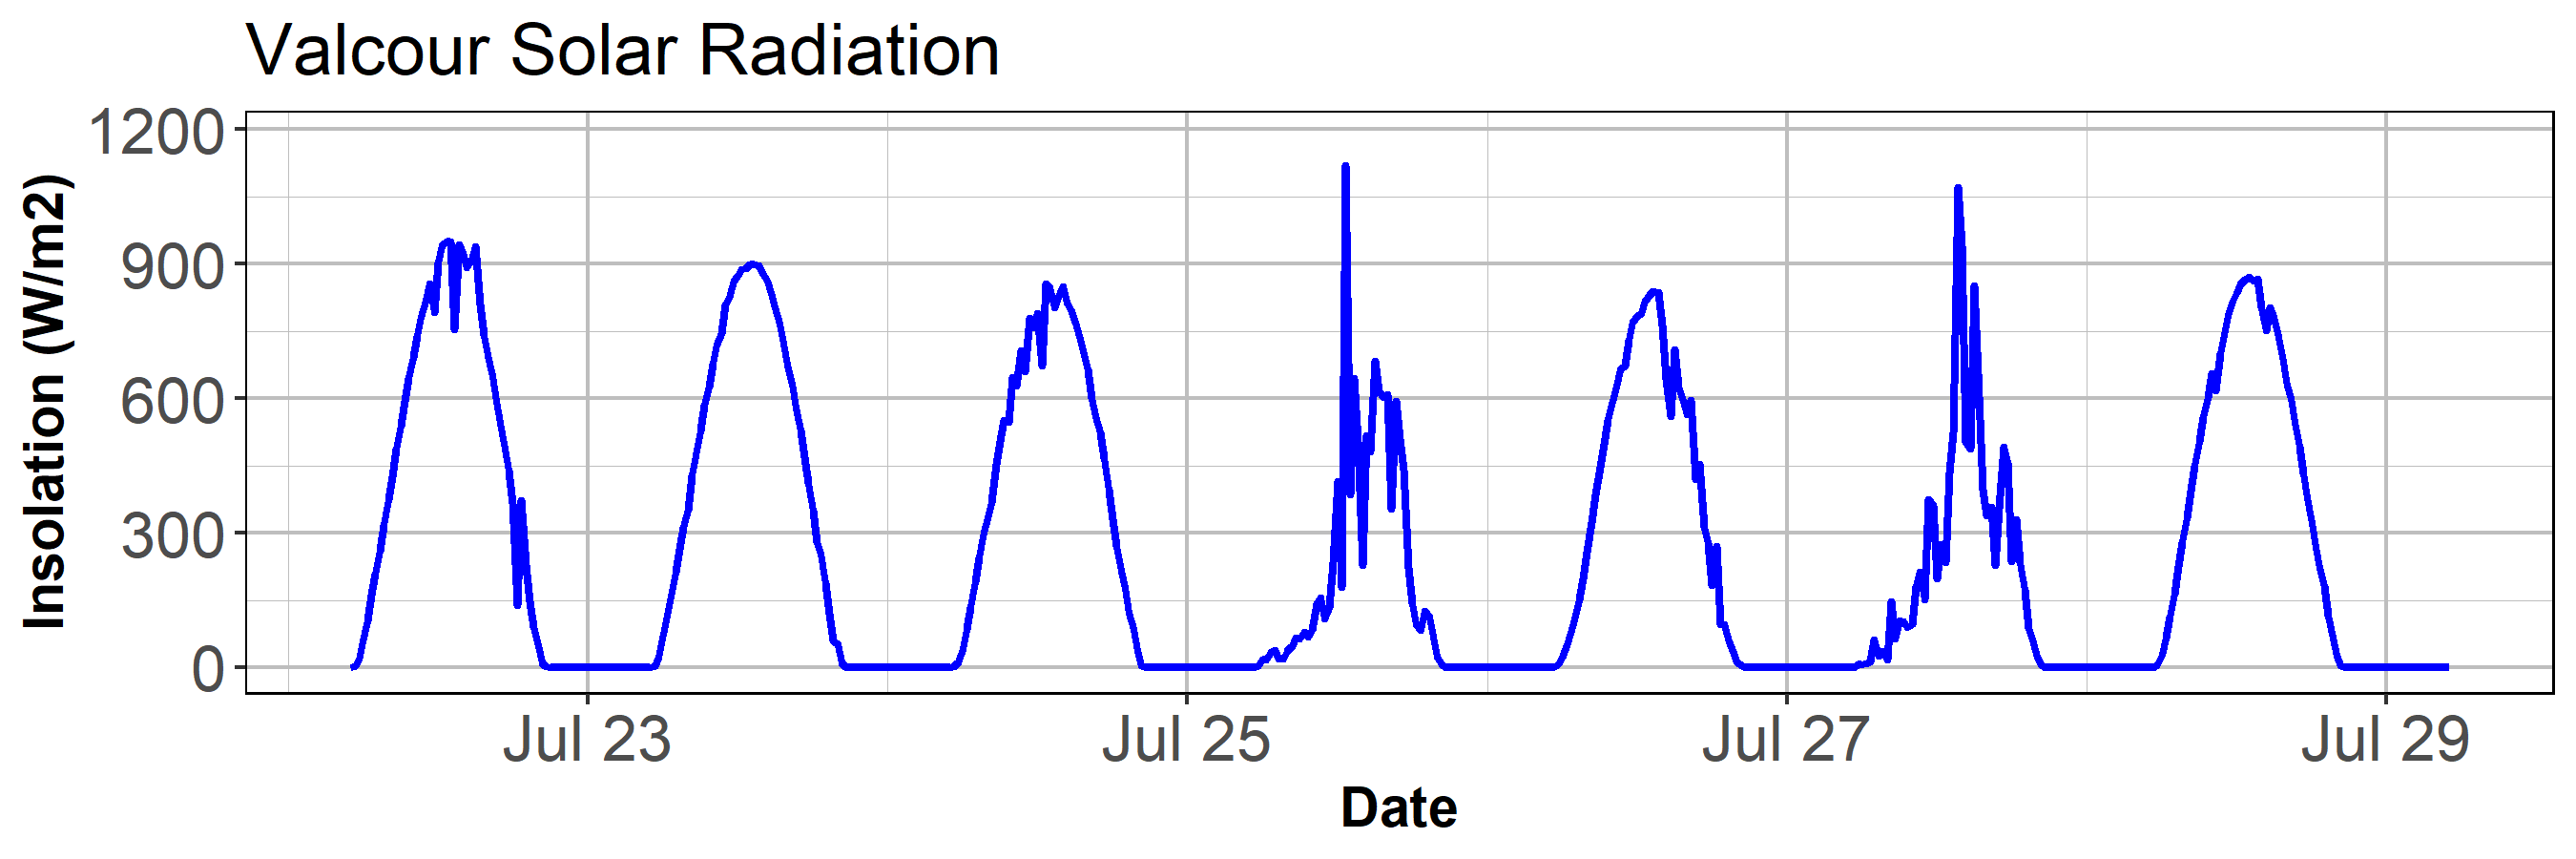 Valcour Solar Radiation
1200
900
600
300
0
Insolation (W/m2)
Jul 23 Jul 25 Jul 27 Jul 29
Date